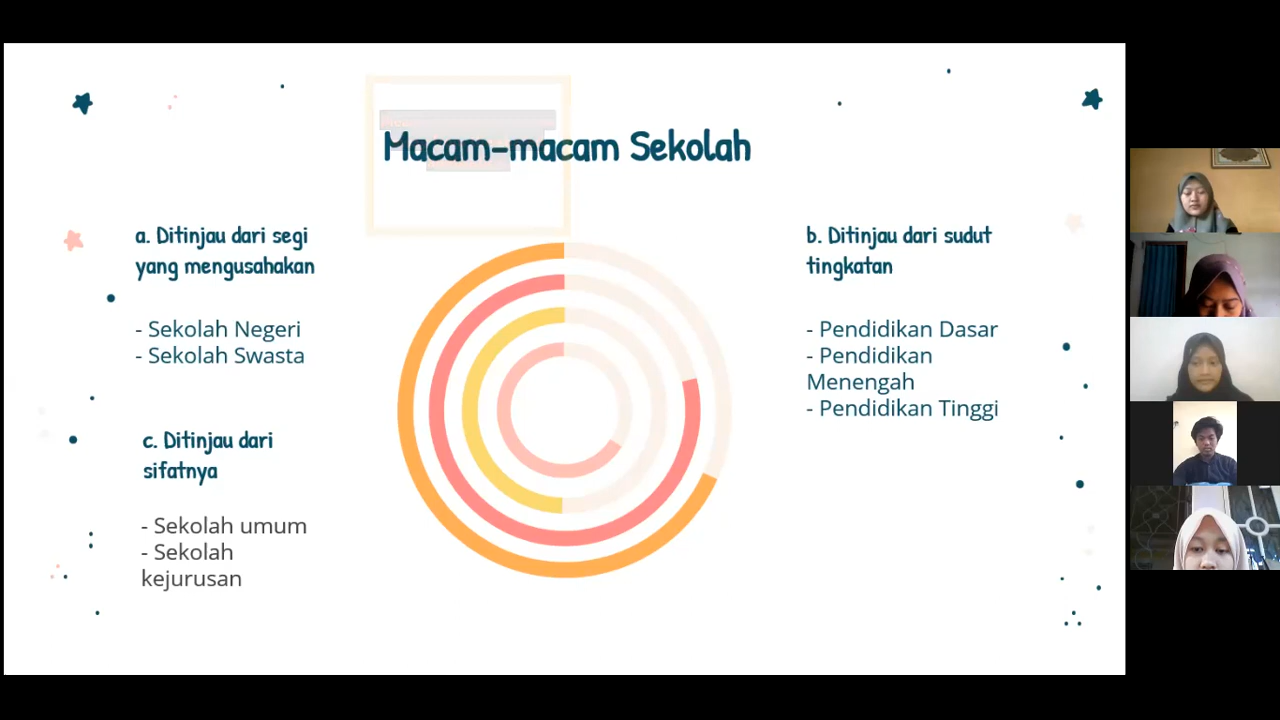 Macam-macam Sekolah
a. Ditinjau dari segi
yang mengusahakan
- Sekolah Negeri
- Sekolah Swasta
b. Ditinjau dari sudut
tingkatan
- Pendidikan Dasar
- Pendidikan
Menengah
- Pendidikan Tinggi
c. Ditinjau dari
sifatnya
- Sekolah umum
- Sekolah
kejurusan